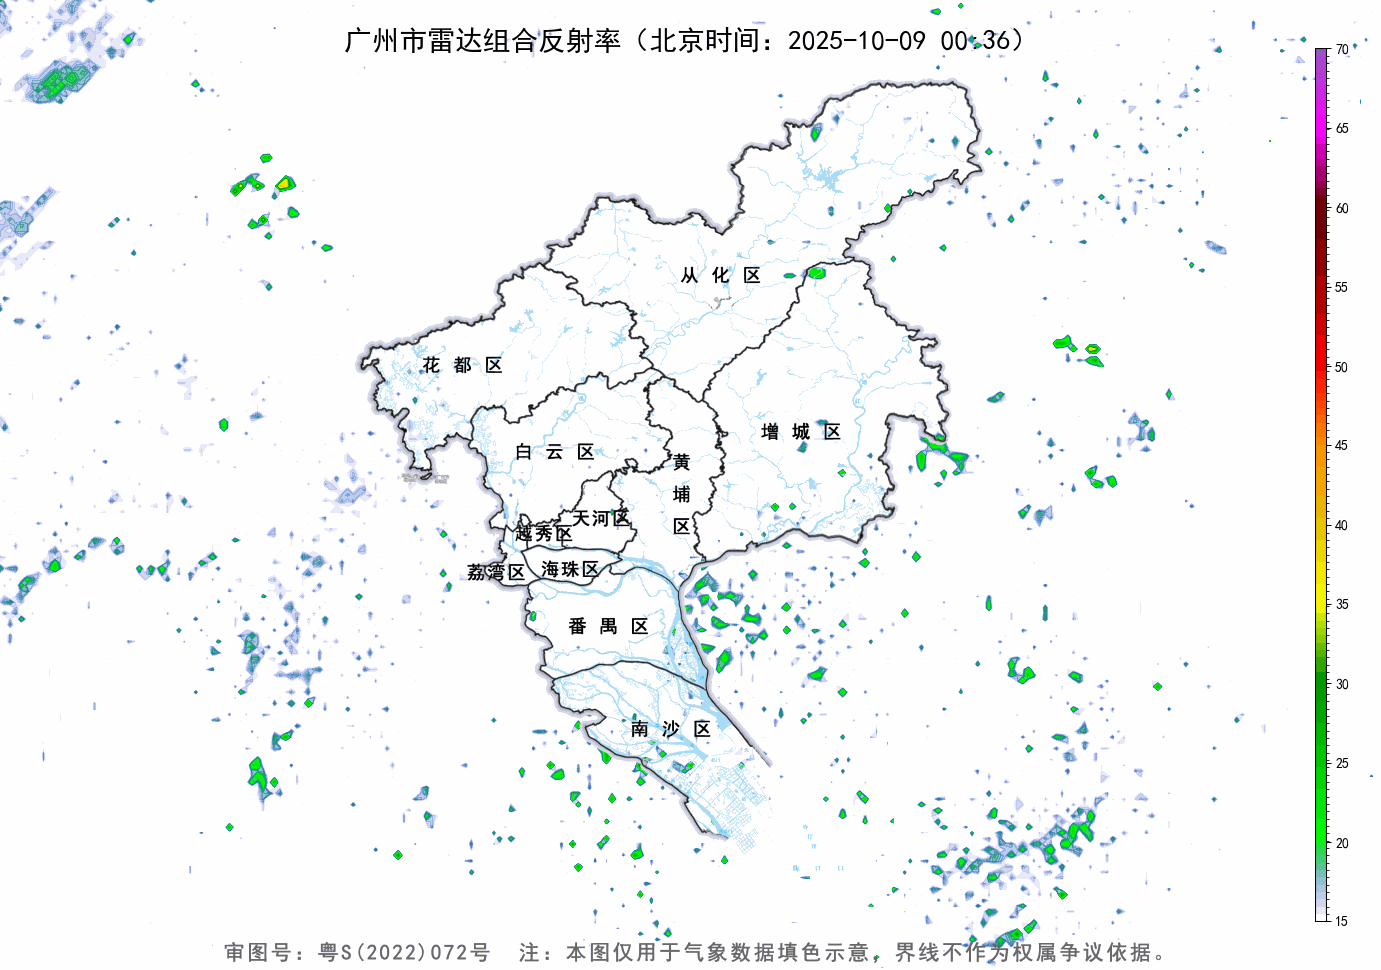 广州市雷达组合反射率（北京时间：2025-10-09 00:36）
70
65
60
55
50
45
40
35
30
25
20
15
从化区
花都区
增城区
白云区
黄埔区
天河区
越秀区
荔湾区
海珠区
番禺区
南沙区
审图号：粤S(2022)072号 注：本图仅用于气象数据填色示意，界线不作为权属争议依据。